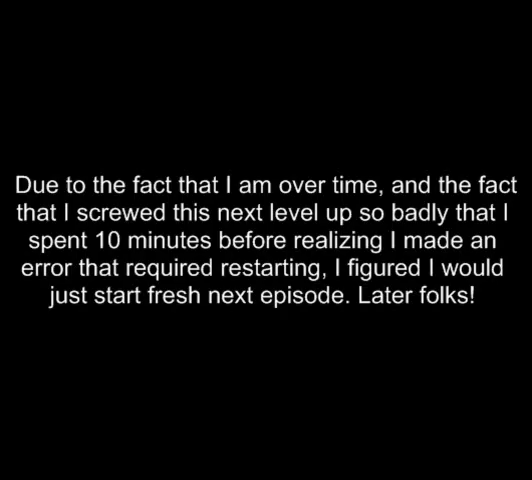 Due to the fact that I am over time, and the fact
that I screwed this next level up so badly that I
spent 10 minutes before realizing I made an
error that required restarting, I figured I would
just start fresh next episode. Later folks!